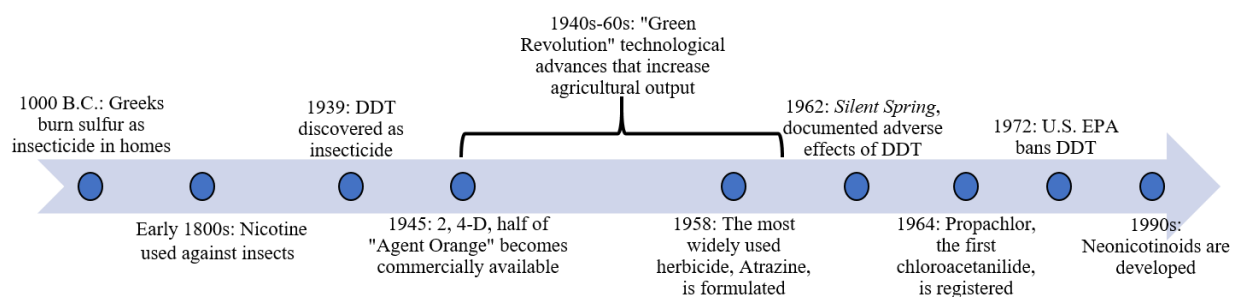 1940s-60s: "Green
Revolution" technological
advances that increase
agricultural output
1000 B.C.: Greeks
burn sulfur as
insecticide in homes
1939: DDT
discovered as
insecticide
1962: Silent Spring,
documented adverse
effects of DDT
1972: U.S. EPA
bans DDT
Early 1800s: Nicotine
used against insects
1945: 2, 4-D, half of
"Agent Orange" becomes
commercially available
1958: The most
widely used
herbicide, Atrazine,
is formulated
1964: Propachlor,
the first
chloroacetanilide,
is registered
1990s:
Neonicotinoids are
developed